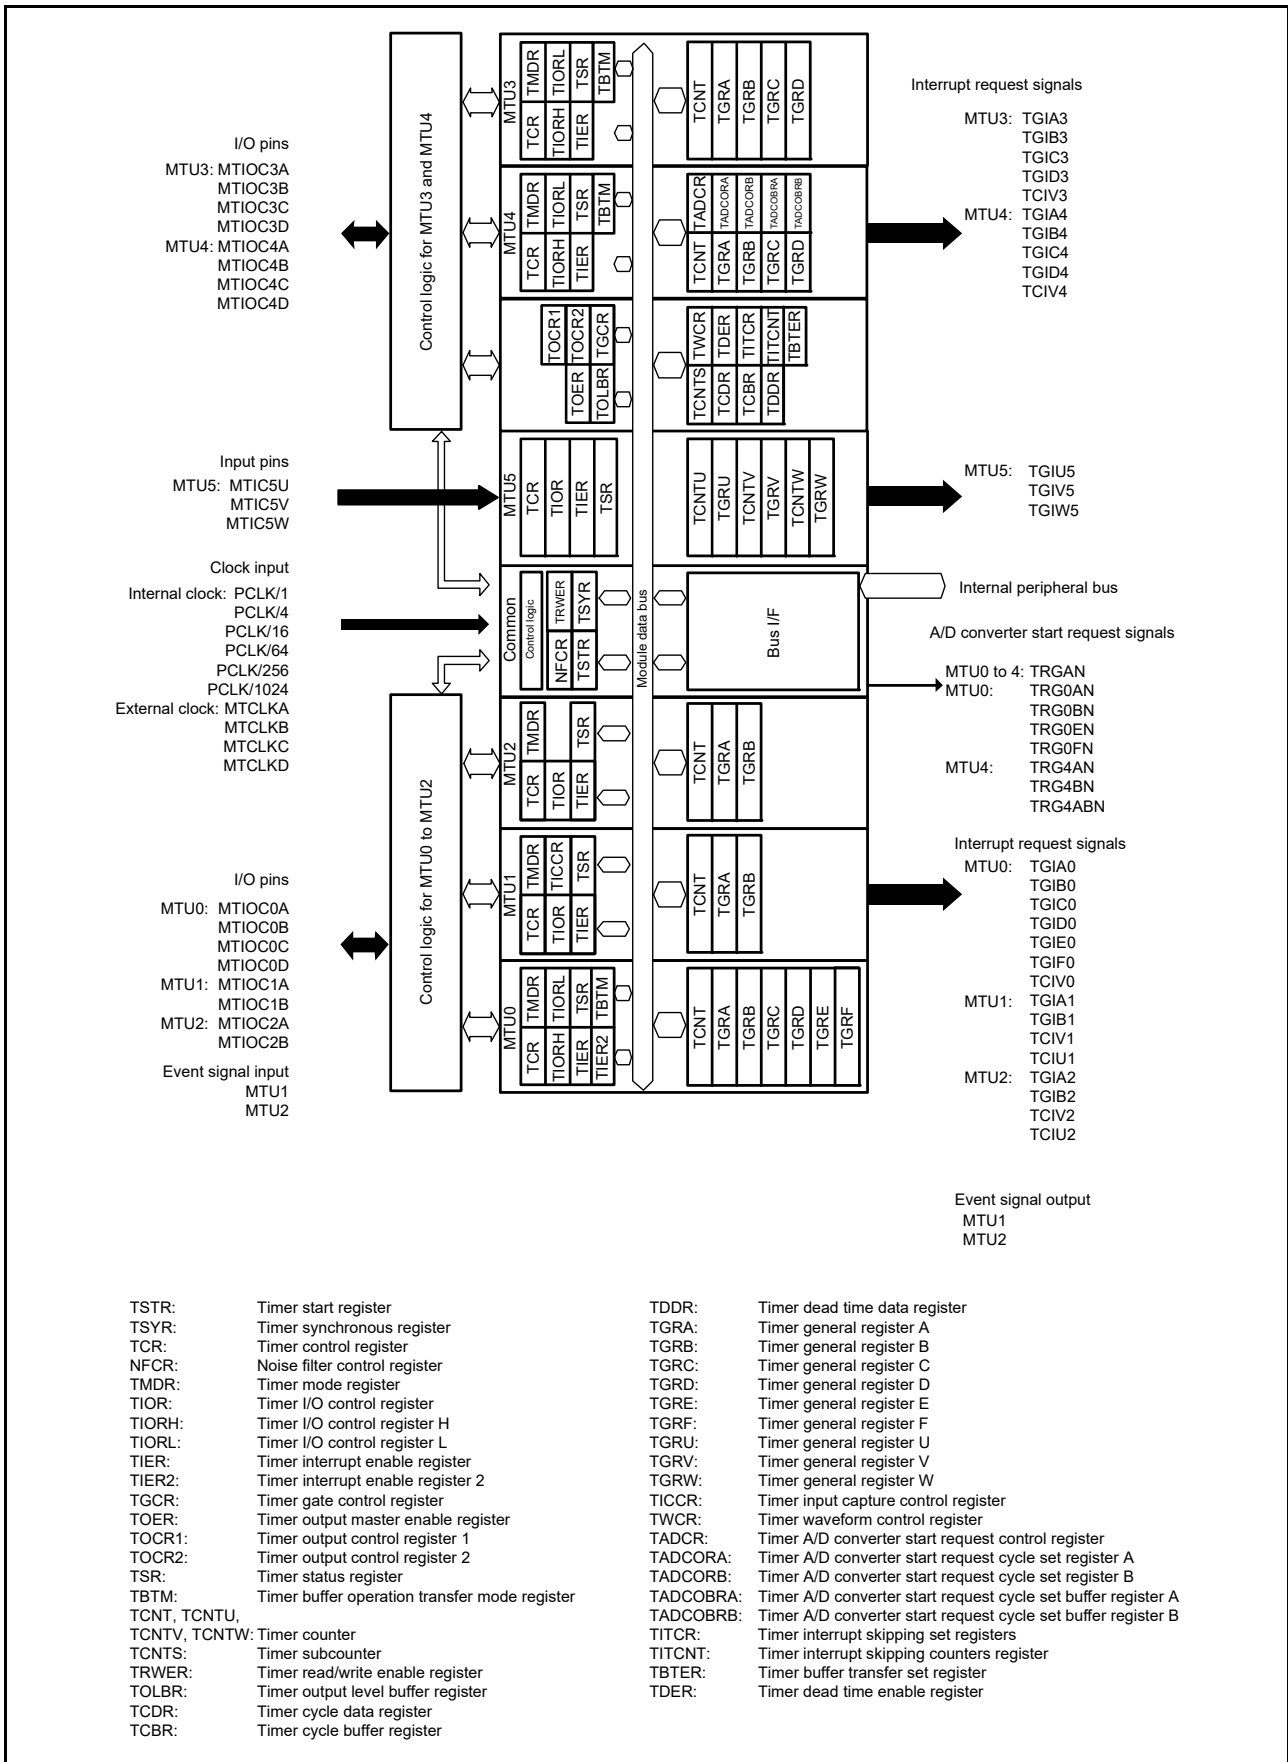 I/O pins
MTU3: MTIOC3A
MTIOC3B
MTIOC3C
MTIOC3D
MTU4: MTIOC4A
MTIOC4B
MTIOC4C
MTIOC4D
Input pins
MTU5: MTIC5U
MTIC5V
MTIC5W
Clock input
Internal clock: PCLK/1
PCLK/4
PCLK/16
PCLK/64
PCLK/256
PCLK/1024
External clock: MTCLKA
MTCLKB
MTCLKC
MTCLKD
I/O pins
MTU0: MTIOC0A
MTIOC0B
MTIOC0C
MTIOC0D
MTU1: MTIOC1A
MTIOC1B
MTU2: MTIOC2A
MTIOC2B
Event signal input
MTU1
MTU2
Control logic for MTU3 and MTU4
Control logic for MTU0 to MTU2
MTU3
TCR TMDR
TIORH TIORL
TIER TSR
TBTM
TCNT
TGRA
TGRB
TGRC
TGRD
MTU4
TCR TMDR
TIORH TIORL
TIER TSR
TBTM
TCNT TADCR
TGRA TADCORA
TGRB TADCORB
TGRC TADCOBRA
TGRD TADCOBRB
TOCR1
TOER TOCR2
TOLBR TGCR
TCNTS TWCR
TCDR TDER
TCBR TITCR
TDDR TITCNT
TBTER
MTU5
TCR
TIOR
TIER
TSR
TCNTU
TGRU
TCNTV
TGRV
TCNTW
TGRW
Common
Control logic
NFCR TRWER
TSTR TSYR
Module data bus
Bus I/F
MTU2
TCR TMDR
TIOR
TIER TSR
TCNT
TGRA
TGRB
MTU1
TCR TMDR
TIOR TICCR
TIER TSR
TCNT
TGRA
TGRB
MTU0
TCR TMDR
TIORH TIORL
TIER TSR
TIER2 TBTM
TCNT
TGRA
TGRB
TGRC
TGRD
TGRE
TGRF
Interrupt request signals
MTU3: TGIA3
TGIB3
TGIC3
TGID3
TCIV3
MTU4: TGIA4
TGIB4
TGIC4
TGID4
TCIV4
MTU5: TGIU5
TGIV5
TGIW5
Internal peripheral bus
A/D converter start request signals
MTU0 to 4: TRGAN
MTU0: TRG0AN
TRG0BN
TRG0EN
TRG0FN
MTU4: TRG4AN
TRG4BN
TRG4ABN
Interrupt request signals
MTU0: TGIA0
TGIB0
TGIC0
TGID0
TGIE0
TGIF0
TCIV0
MTU1: TGIA1
TGIB1
TCIV1
TCIU1
MTU2: TGIA2
TGIB2
TCIV2
TCIU2
Event signal output
MTU1
MTU2
TSTR: Timer start register
TSYR: Timer synchronous register
TCR: Timer control register
NFCR: Noise filter control register
TMDR: Timer mode register
TIOR: Timer I/O control register
TIORH: Timer I/O control register H
TIORL: Timer I/O control register L
TIER: Timer interrupt enable register
TIER2: Timer interrupt enable register 2
TGCR: Timer gate control register
TOER: Timer output master enable register
TOCR1: Timer output control register 1
TOCR2: Timer output control register 2
TSR: Timer status register
TBTM: Timer buffer operation transfer mode register
TCNT, TCNTU,
TCNTV, TCNTW: Timer counter
TCNTS: Timer subcounter
TRWER: Timer read/write enable register
TOLBR: Timer output level buffer register
TCDR: Timer cycle data register
TCBR: Timer cycle buffer register
TDDR: Timer dead time data register
TGRA: Timer general register A
TGRB: Timer general register B
TGRC: Timer general register C
TGRD: Timer general register D
TGRE: Timer general register E
TGRF: Timer general register F
TGRU: Timer general register U
TGRV: Timer general register V
TGRW: Timer general register W
TICCR: Timer input capture control register
TWCR: Timer waveform control register
TADCR: Timer A/D converter start request control register
TADCORA: Timer A/D converter start request cycle set register A
TADCORB: Timer A/D converter start request cycle set register B
TADCOBRA: Timer A/D converter start request cycle set buffer register A
TADCOBRB: Timer A/D converter start request cycle set buffer register B
TITCR: Timer interrupt skipping set registers
TITCNT: Timer interrupt skipping counters register
TBTER: Timer buffer transfer set register
TDER: Timer dead time enable register